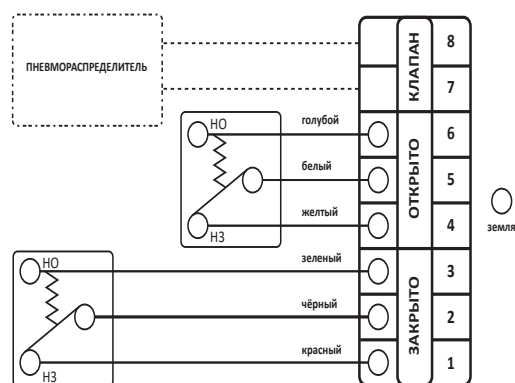 ПНЕВМОРАСПРЕДЕЛИТЕЛЬ
КЛАПАН
8
7
НО
голубой
6
белый
5
желтый
4
НЗ
ОТКРЫТО
земля
НО
зеленый
3
чёрный
2
красный
1
НЗ
ЗАКРЫТО